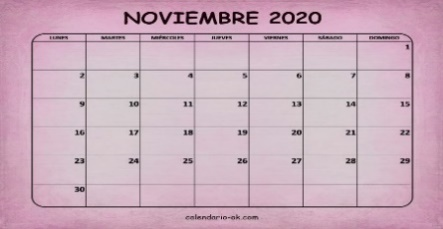 NOVIEMBRE 2020
LUNES MARTES MIÉRCOLES JUEVES VIERNES SÁBADO DOMINGO
1
2 3 4 5 6 7 8
9 10 11 12 13 14 15
16 17 18 19 20 21 22
23 24 25 26 27 28 29
30
calendario-ok.com